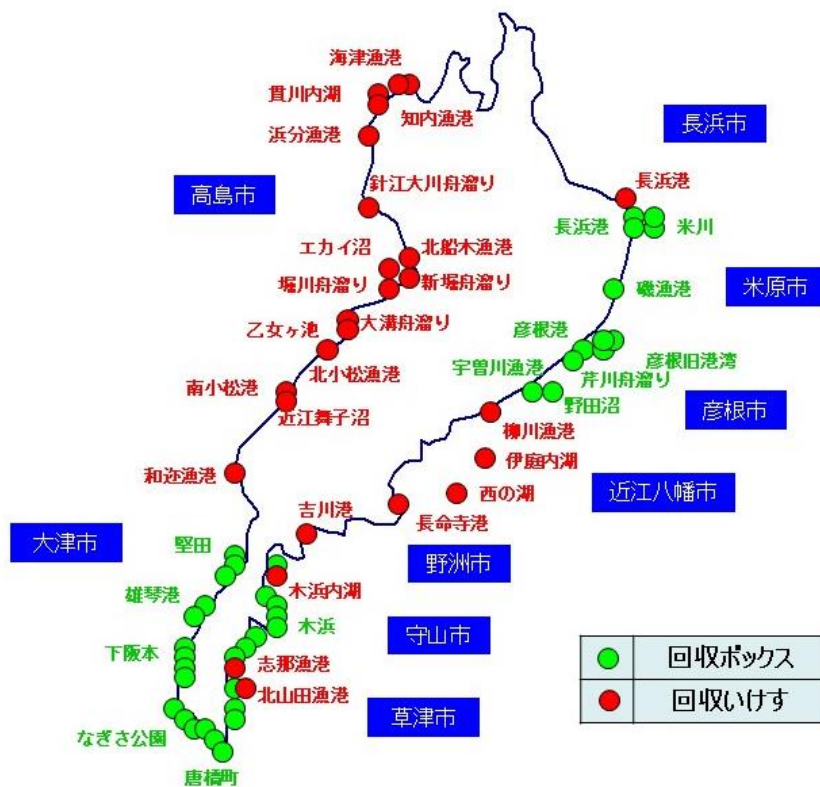 海津漁港
貫川内湖
知内漁港
浜分漁港
長浜市
針江大川舟溜り
長浜港
高島市
長浜港
米川
エカイ沼
北船木漁港
堀川舟溜り
新堀舟溜り
磯漁港
米原市
乙女ヶ池
大溝舟溜り
彦根港
宇曽川漁港
彦根旧港湾
北小松漁港
芹川舟溜り
南小松港
野田沼
彦根市
近江舞子沼
柳川漁港
伊庭内湖
和迩漁港
西の湖
近江八幡市
吉川港
長命寺港
大津市
堅田
野洲市
木浜内湖
雄琴港
木浜
守山市
下阪本
志那漁港
回収ボックス
北山田漁港
回収いけす
草津市
なぎさ公園
唐橋町